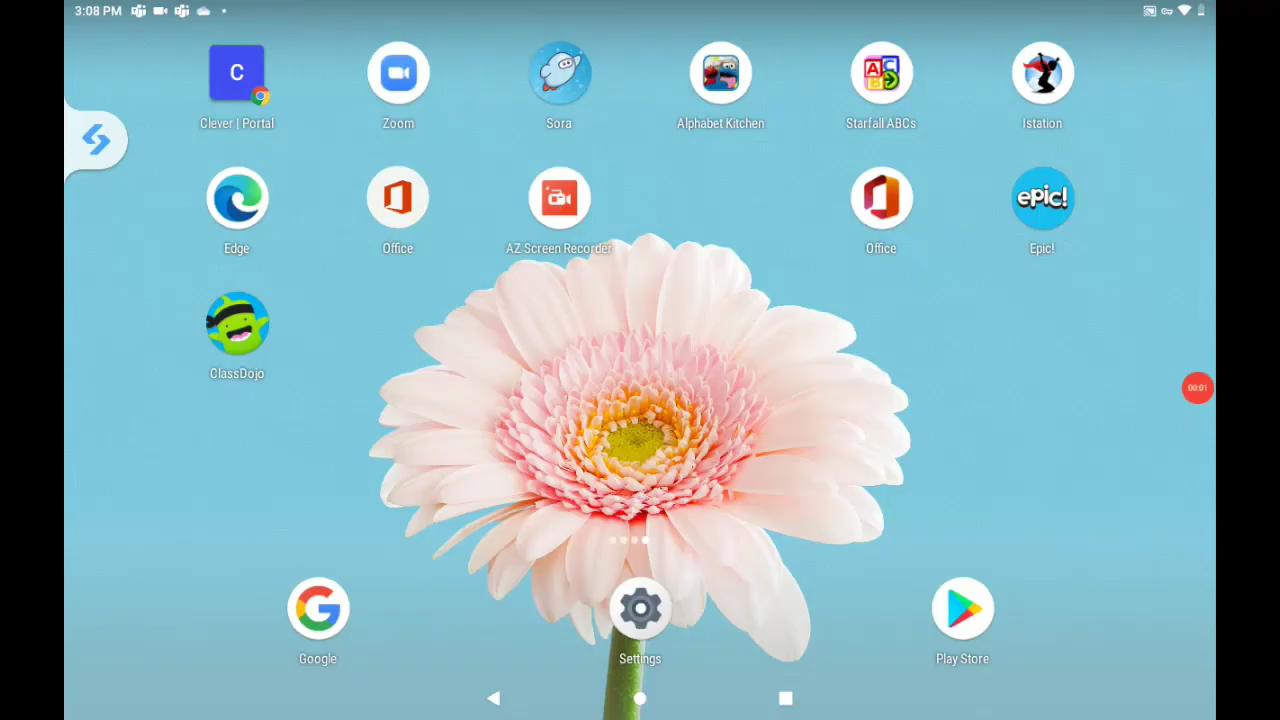 3:08 PM
C
Clever | Portal
Zoom
Sora
Alphabet Kitchen
A B C
Starfall ABCs
Istation
Edge
Office
AZ Screen Recorder
Office
epic!
Epic!
ClassDojo
00:01
Google
Settings
Play Store